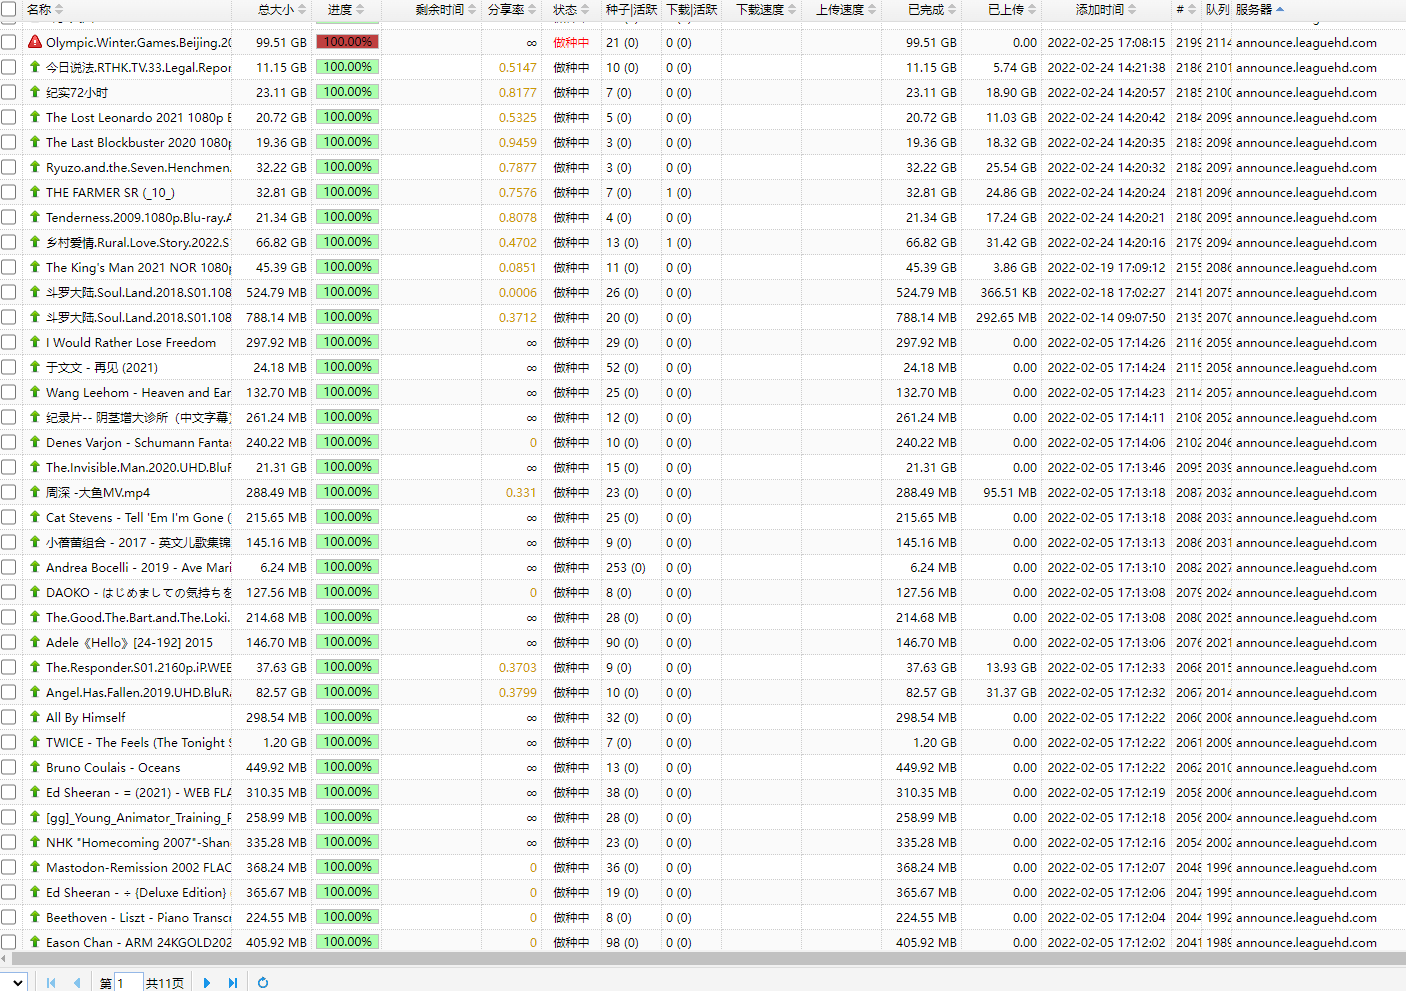 名称 总大小 进度 剩余时间 分享率 状态 种子|活跃 下载|活跃 下载速度 上传速度 已完成 已上传 添加时间 # 队列 服务器
Olympic.Winter.Games.Beijing.20 99.51 GB 100.00% ∞ 做种中 21 (0) 0 (0) 99.51 GB 0.00 2022-02-25 17:08:15 2199 2114 announce.leaguehd.com
今日说法.RTHK.TV.33.Legal.Repor 11.15 GB 100.00% 0.5147 做种中 10 (0) 0 (0) 11.15 GB 5.74 GB 2022-02-24 14:21:38 2186 2101 announce.leaguehd.com
纪实72小时 23.11 GB 100.00% 0.8177 做种中 7 (0) 0 (0) 23.11 GB 18.90 GB 2022-02-24 14:20:57 2185 2100 announce.leaguehd.com
The Lost Leonardo 2021 1080p 20.72 GB 100.00% 0.5325 做种中 5 (0) 0 (0) 20.72 GB 11.03 GB 2022-02-24 14:20:42 2184 2099 announce.leaguehd.com
The Last Blockbuster 2020 1080p 19.36 GB 100.00% 0.9459 做种中 3 (0) 0 (0) 19.36 GB 18.32 GB 2022-02-24 14:20:35 2183 2098 announce.leaguehd.com
Ryuzo.and.the.Seven.Henchmen. 32.22 GB 100.00% 0.7877 做种中 3 (0) 0 (0) 32.22 GB 25.54 GB 2022-02-24 14:20:32 2182 2097 announce.leaguehd.com
THE FARMER SR (_10_) 32.81 GB 100.00% 0.7576 做种中 7 (0) 1 (0) 32.81 GB 24.86 GB 2022-02-24 14:20:24 2181 2096 announce.leaguehd.com
Tenderness.2009.1080p.Blu-ray.A 21.34 GB 100.00% 0.8078 做种中 4 (0) 0 (0) 21.34 GB 17.24 GB 2022-02-24 14:20:21 2180 2095 announce.leaguehd.com
乡村爱情.Rural.Love.Story.2022.S 66.82 GB 100.00% 0.4702 做种中 13 (0) 1 (0) 66.82 GB 31.42 GB 2022-02-24 14:20:16 2179 2094 announce.leaguehd.com
The King's Man 2021 NOR 1080p 45.39 GB 100.00% 0.0851 做种中 11 (0) 0 (0) 45.39 GB 3.86 GB 2022-02-19 17:09:12 2155 2086 announce.leaguehd.com
斗罗大陆.Soul.Land.2018.S01.108 524.79 MB 100.00% 0.0006 做种中 26 (0) 0 (0) 524.79 MB 366.51 KB 2022-02-18 17:02:27 2141 2075 announce.leaguehd.com
斗罗大陆.Soul.Land.2018.S01.108 788.14 MB 100.00% 0.3712 做种中 20 (0) 0 (0) 788.14 MB 292.65 MB 2022-02-14 09:07:50 2135 2070 announce.leaguehd.com
I Would Rather Lose Freedom 297.92 MB 100.00% ∞ 做种中 29 (0) 0 (0) 297.92 MB 0.00 2022-02-05 17:14:26 2116 2059 announce.leaguehd.com
于文文 - 再见 (2021) 24.18 MB 100.00% ∞ 做种中 52 (0) 0 (0) 24.18 MB 0.00 2022-02-05 17:14:24 2115 2058 announce.leaguehd.com
Wang Leehom - Heaven and Ear 132.70 MB 100.00% ∞ 做种中 25 (0) 0 (0) 132.70 MB 0.00 2022-02-05 17:14:23 2114 2057 announce.leaguehd.com
纪录片-- 阴茎增大诊所（中文字幕） 261.24 MB 100.00% ∞ 做种中 12 (0) 0 (0) 261.24 MB 0.00 2022-02-05 17:14:11 2108 2052 announce.leaguehd.com
Denes Varjon - Schumann Fantas 240.22 MB 100.00% 0 做种中 10 (0) 0 (0) 240.22 MB 0.00 2022-02-05 17:14:06 2102 2046 announce.leaguehd.com
The.Invisible.Man.2020.UHD.BluR 21.31 GB 100.00% ∞ 做种中 15 (0) 0 (0) 21.31 GB 0.00 2022-02-05 17:13:46 2095 2039 announce.leaguehd.com
周深 -大鱼MV.mp4 288.49 MB 100.00% 0.331 做种中 23 (0) 0 (0) 288.49 MB 95.51 MB 2022-02-05 17:13:18 2087 2032 announce.leaguehd.com
Cat Stevens - Tell 'Em I'm Gone ( 215.65 MB 100.00% ∞ 做种中 25 (0) 0 (0) 215.65 MB 0.00 2022-02-05 17:13:18 2088 2033 announce.leaguehd.com
小蓓蕾组合 - 2017 - 英文儿歌集锦 145.16 MB 100.00% ∞ 做种中 9 (0) 0 (0) 145.16 MB 0.00 2022-02-05 17:13:13 2086 2031 announce.leaguehd.com
Andrea Bocelli - 2019 - Ave Mari 6.24 MB 100.00% ∞ 做种中 253 (0) 0 (0) 6.24 MB 0.00 2022-02-05 17:13:10 2082 2027 announce.leaguehd.com
DAOKO - はじめましての気持ちを 127.56 MB 100.00% 0 做种中 8 (0) 0 (0) 127.56 MB 0.00 2022-02-05 17:13:08 2079 2024 announce.leaguehd.com
The.Good.The.Bart.and.The.Loki. 214.68 MB 100.00% ∞ 做种中 28 (0) 0 (0) 214.68 MB 0.00 2022-02-05 17:13:08 2080 2025 announce.leaguehd.com
Adele《Hello》[24-192] 2015 146.70 MB 100.00% ∞ 做种中 90 (0) 0 (0) 146.70 MB 0.00 2022-02-05 17:13:06 2076 2021 announce.leaguehd.com
The.Responder.S01.2160p.iP.WEB 37.63 GB 100.00% 0.3703 做种中 9 (0) 0 (0) 37.63 GB 13.93 GB 2022-02-05 17:12:33 2068 2015 announce.leaguehd.com
Angel.Has.Fallen.2019.UHD.BluRa 82.57 GB 100.00% 0.3799 做种中 10 (0) 0 (0) 82.57 GB 31.37 GB 2022-02-05 17:12:32 2067 2014 announce.leaguehd.com
All By Himself 298.54 MB 100.00% ∞ 做种中 32 (0) 0 (0) 298.54 MB 0.00 2022-02-05 17:12:22 2060 2008 announce.leaguehd.com
TWICE - The Feels (The Tonight S 1.20 GB 100.00% ∞ 做种中 7 (0) 0 (0) 1.20 GB 0.00 2022-02-05 17:12:22 2061 2009 announce.leaguehd.com
Bruno Coulais - Oceans 449.92 MB 100.00% ∞ 做种中 13 (0) 0 (0) 449.92 MB 0.00 2022-02-05 17:12:22 2062 2010 announce.leaguehd.com
Ed Sheeran - = (2021) - WEB FLA 310.35 MB 100.00% ∞ 做种中 38 (0) 0 (0) 310.35 MB 0.00 2022-02-05 17:12:19 2058 2006 announce.leaguehd.com
[gg]_Young_Animator_Training_P 258.99 MB 100.00% ∞ 做种中 28 (0) 0 (0) 258.99 MB 0.00 2022-02-05 17:12:18 2056 2004 announce.leaguehd.com
NHK "Homecoming 2007"-Shan 335.28 MB 100.00% ∞ 做种中 23 (0) 0 (0) 335.28 MB 0.00 2022-02-05 17:12:16 2054 2002 announce.leaguehd.com
Mastodon-Remission 2002 FLAC 368.24 MB 100.00% 0 做种中 36 (0) 0 (0) 368.24 MB 0.00 2022-02-05 17:12:07 2048 1996 announce.leaguehd.com
Ed Sheeran - ÷ {Deluxe Edition} 365.67 MB 100.00% 0 做种中 19 (0) 0 (0) 365.67 MB 0.00 2022-02-05 17:12:06 2047 1995 announce.leaguehd.com
Beethoven - Liszt - Piano Transcr 224.55 MB 100.00% 0 做种中 8 (0) 0 (0) 224.55 MB 0.00 2022-02-05 17:12:04 2044 1992 announce.leaguehd.com
Eason Chan - ARM 24KGOLD202 405.92 MB 100.00% 0 做种中 98 (0) 0 (0) 405.92 MB 0.00 2022-02-05 17:12:02 2041 1989 announce.leaguehd.com
第 1 共11页